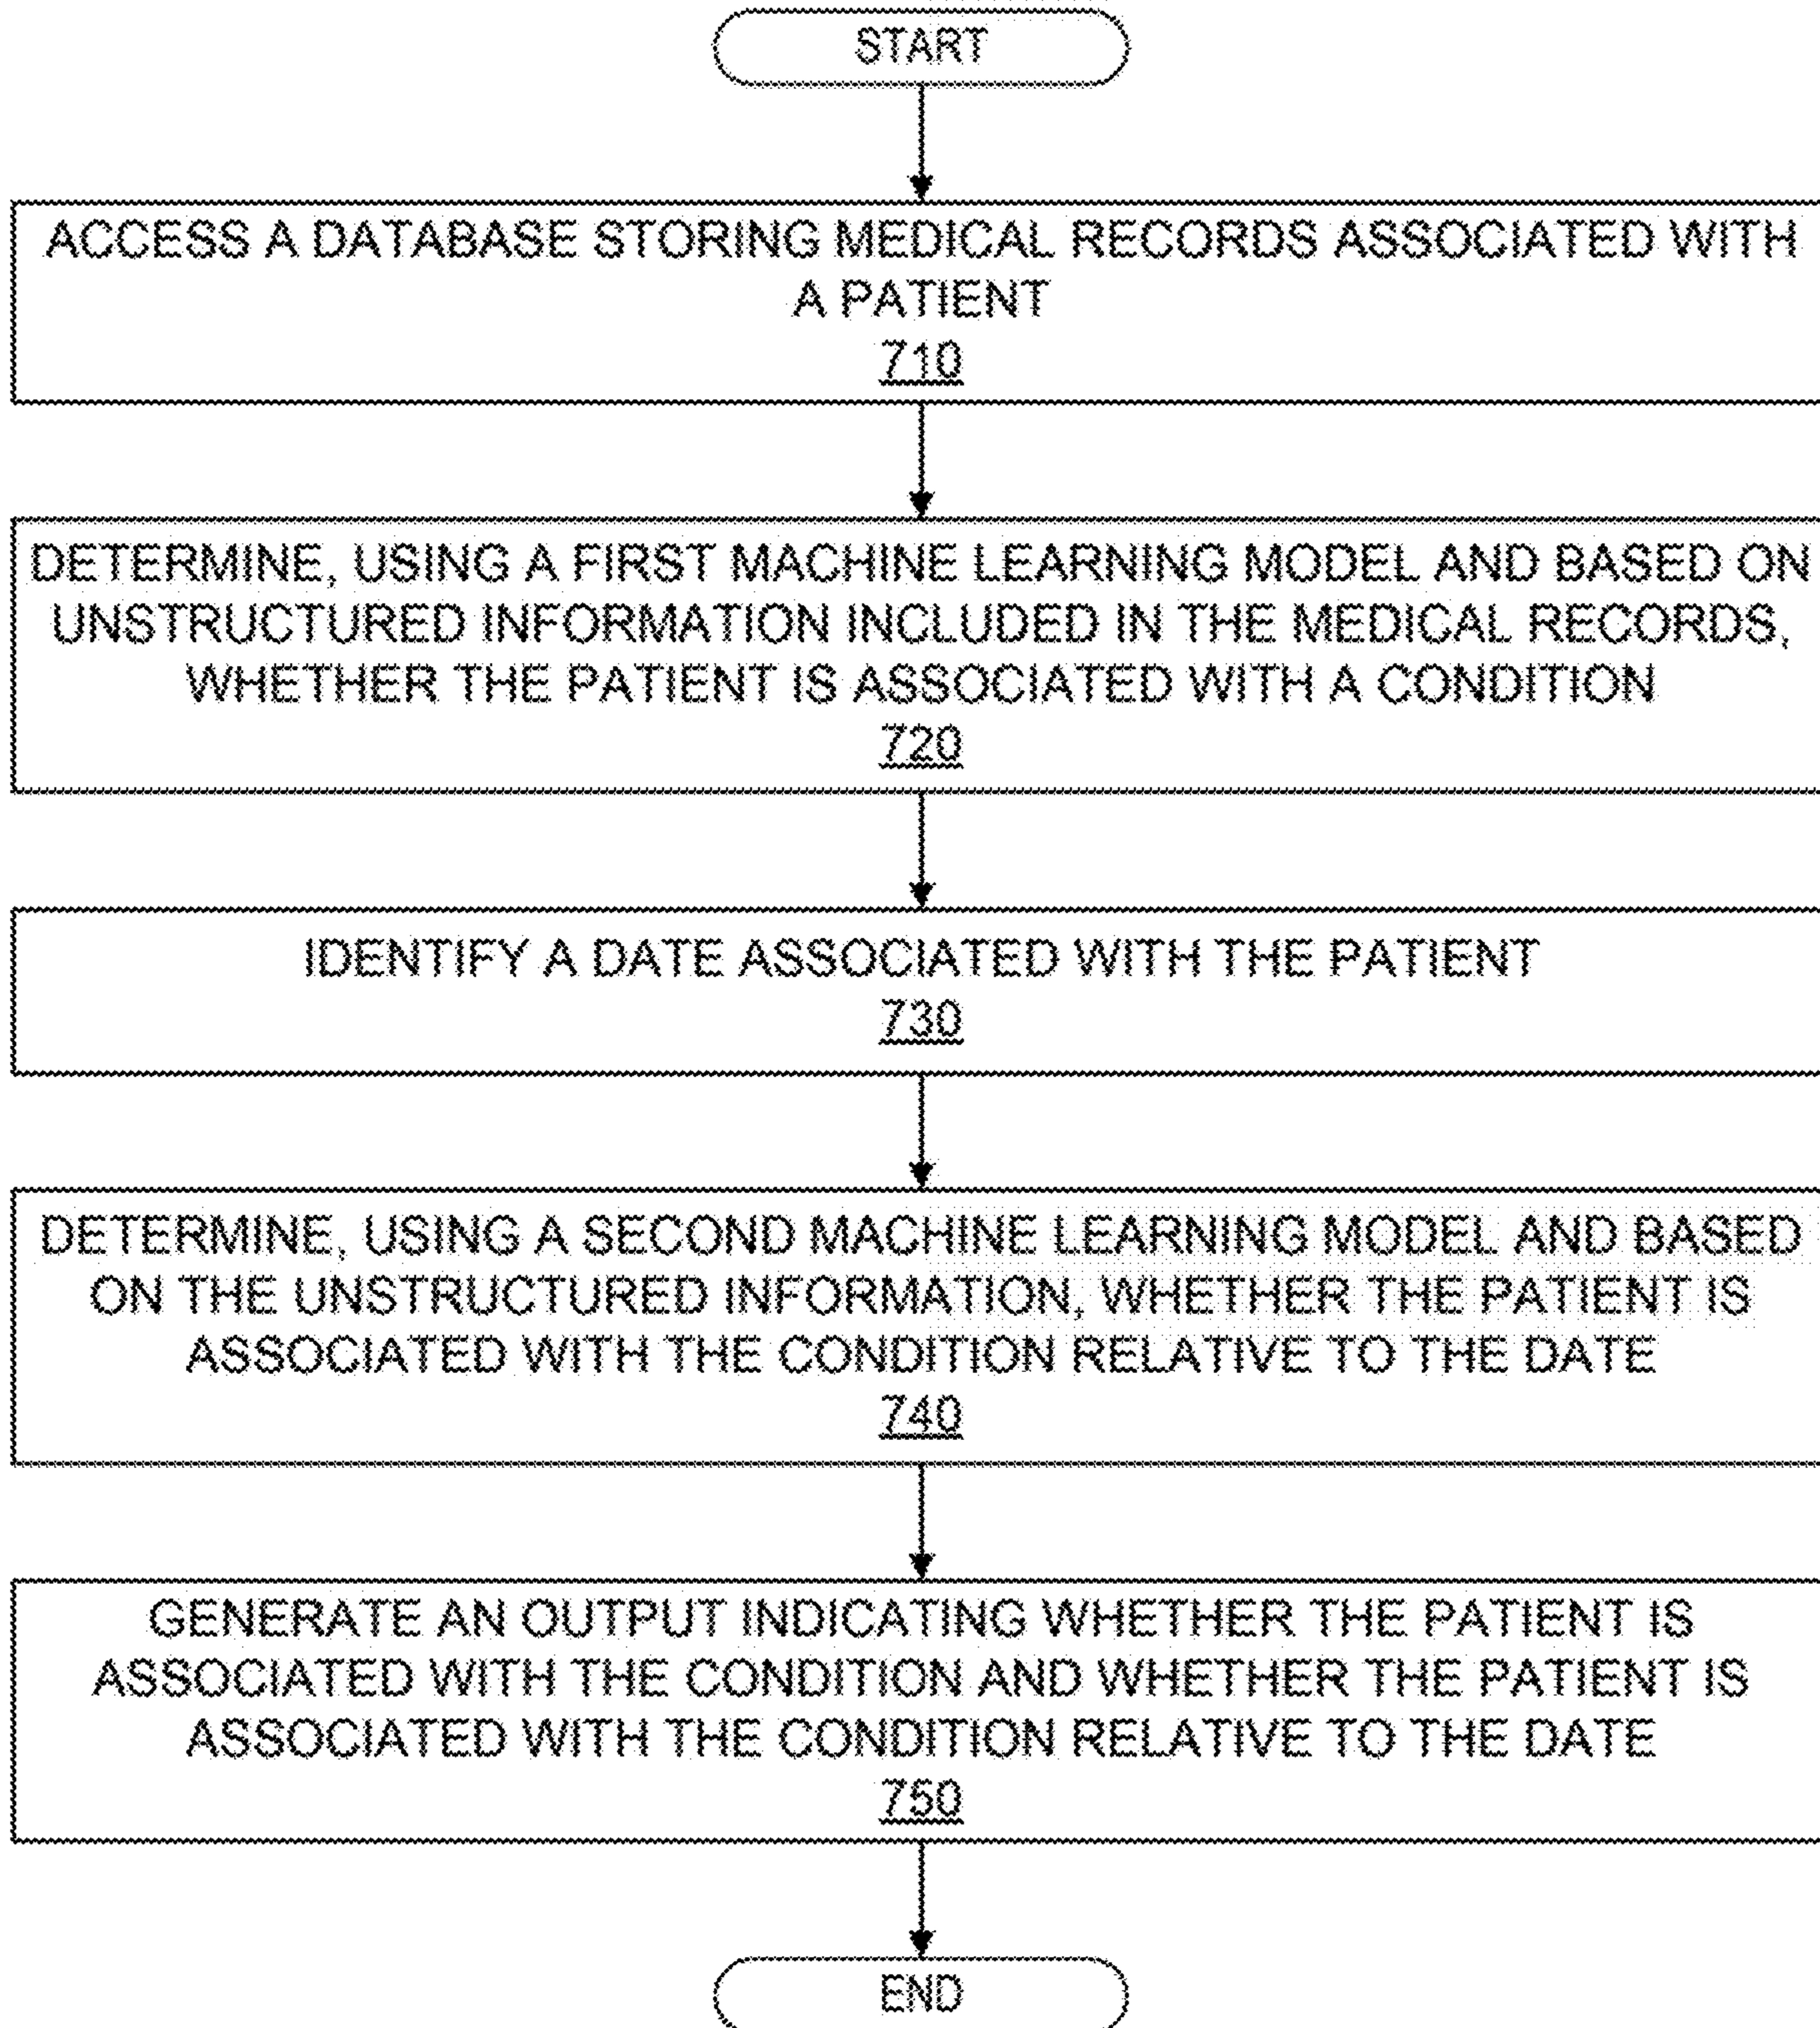 START
ACCESS A DATABASE STORING MEDICAL RECORDS ASSOCIATED WITH
A PATIENT
710
DETERMINE, USING A FIRST MACHINE LEARNING MODEL AND BASED ON
UNSTRUCTURED INFORMATION INCLUDED IN THE MEDICAL RECORDS,
WHETHER THE PATIENT IS ASSOCIATED WITH A CONDITION
720
IDENTIFY A DATE ASSOCIATED WITH THE PATIENT
730
DETERMINE, USING A SECOND MACHINE LEARNING MODEL AND BASED
ON THE UNSTRUCTURED INFORMATION, WHETHER THE PATIENT IS
ASSOCIATED WITH THE CONDITION RELATIVE TO THE DATE
740
GENERATE AN OUTPUT INDICATING WHETHER THE PATIENT IS
ASSOCIATED WITH THE CONDITION AND WHETHER THE PATIENT IS
ASSOCIATED WITH THE CONDITION RELATIVE TO THE DATE
750
END